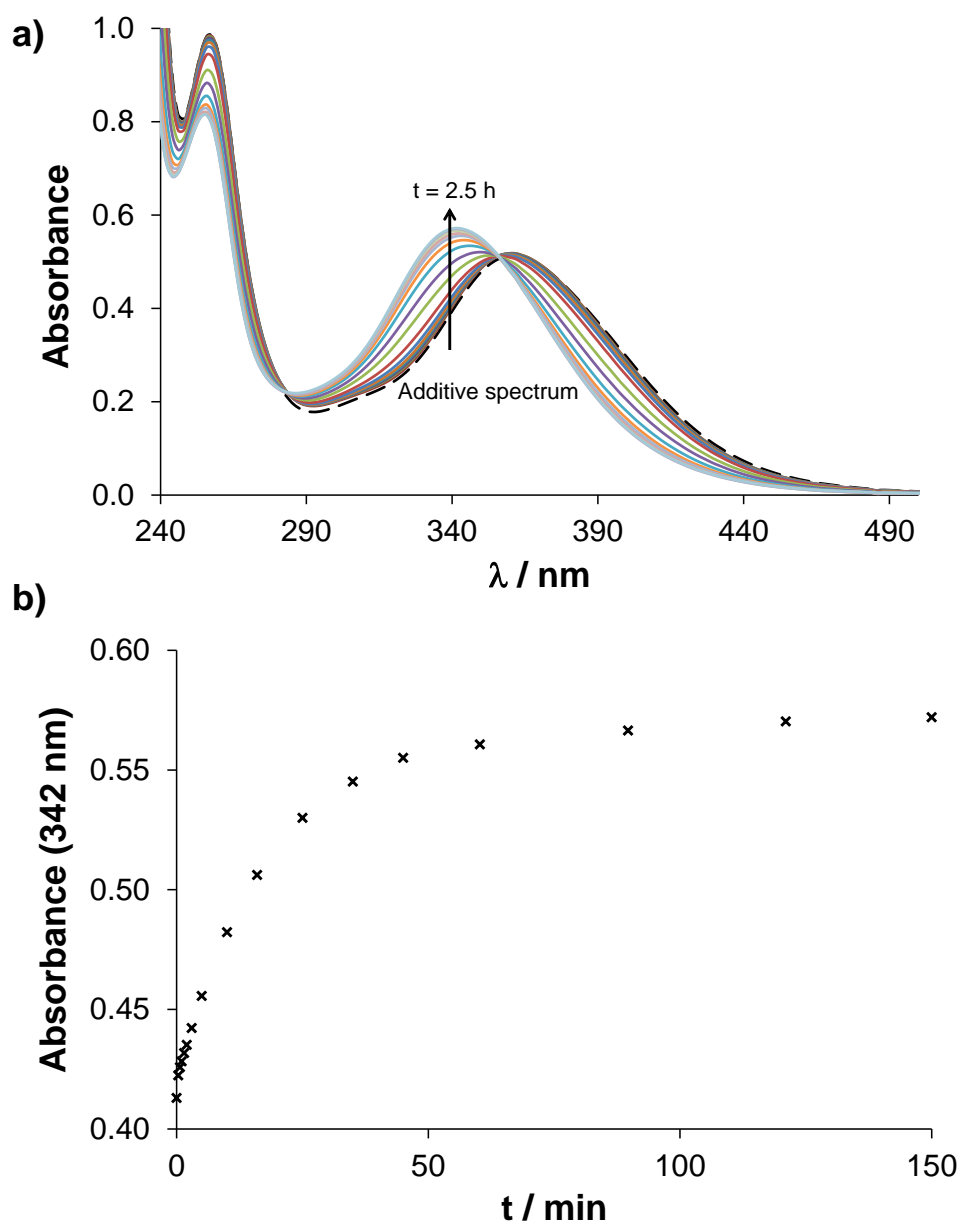 a)
1.0
0.8
0.6
0.4
0.2
0.0
Absorbance
t = 2.5 h
Additive spectrum
240 290 340 390 440 490
λ / nm
b)
0.60
0.55
0.50
0.45
0.40
Absorbance (342 nm)
0 50 100 150
t / min